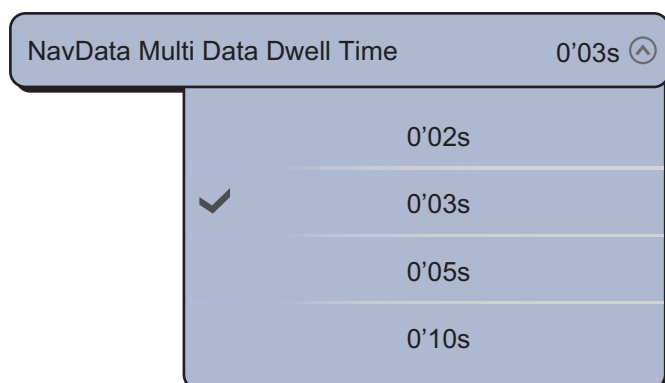 NavData Multi Data Dwell Time 0’03s
0’02s
0’03s
0’05s
0’10s